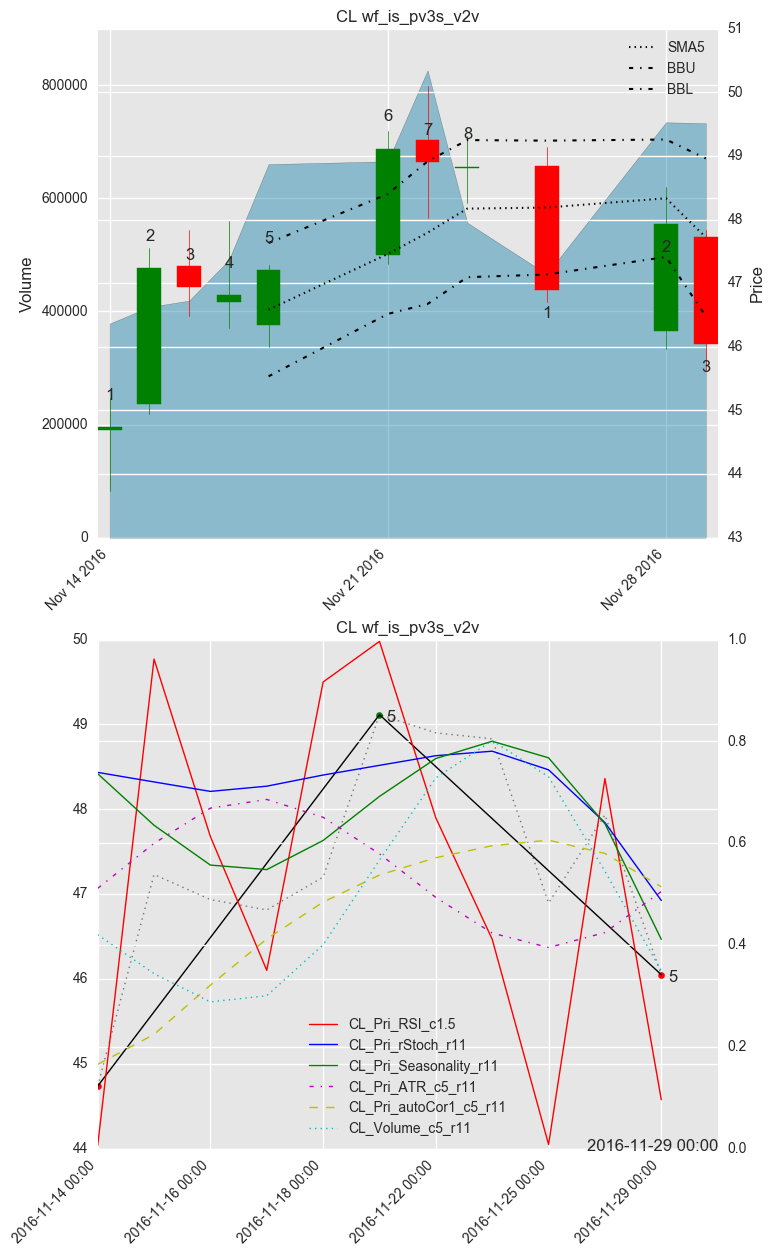 CL wf_is_pv3s_v2v
51
SMA5
BBU
BBL
800000
50
6
7
8
49
600000
2
3
4
5
48
2
47
Volume
Price
400000
1
46
3
1
45
200000
44
0
43
Nov 14 2016
Nov 21 2016
Nov 28 2016
CL wf_is_pv3s_v2v
50
1.0
49
5
0.8
48
0.6
47
0.4
46
5
CL_Pri_RSI_c1.5
CL_Pri_rStoch_r11
45
CL_Pri_Seasonality_r11
0.2
CL_Pri_ATR_c5_r11
CL_Pri_autoCor1_c5_r11
CL_Volume_c5_r11
44
2016-11-29 00:00
0.0
2016-11-14 00:00
2016-11-16 00:00
2016-11-18 00:00
2016-11-22 00:00
2016-11-25 00:00
2016-11-29 00:00